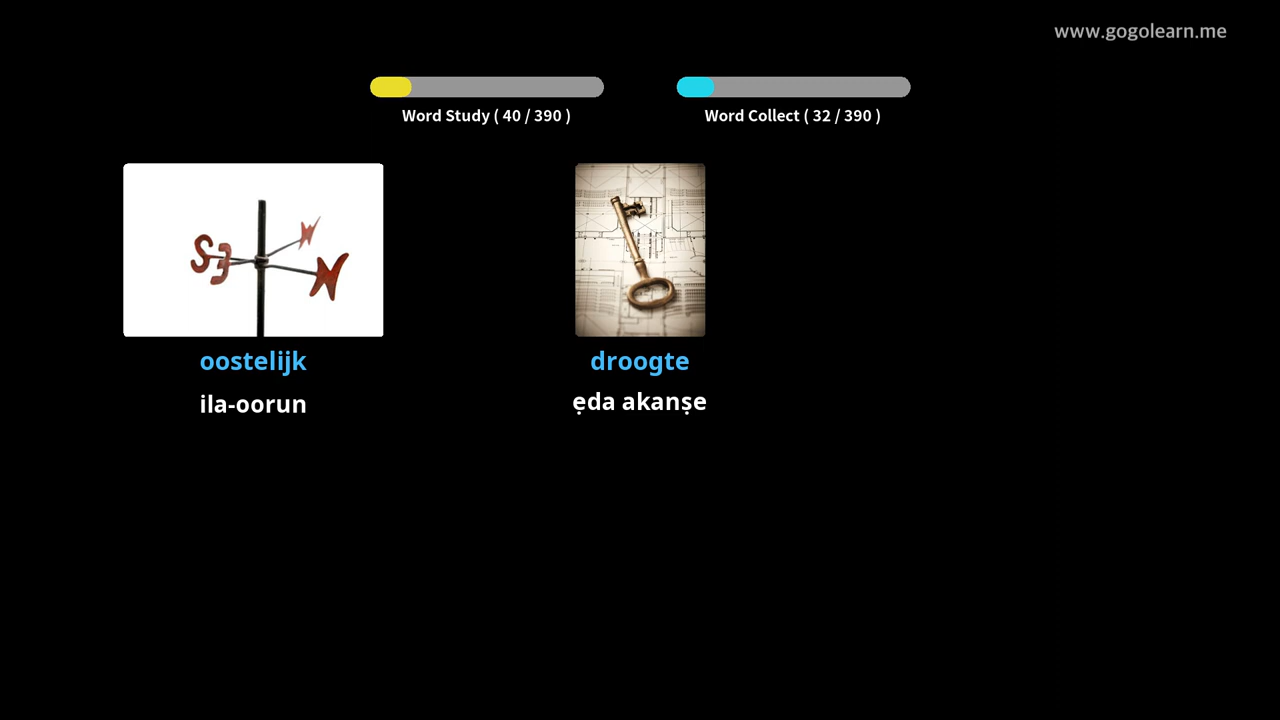 www.gogolearn.me
Word Study ( 40 / 390 )
Word Collect ( 32 / 390 )
S E N W
oostelijk
ila-oorun
droogte
ẹda akanṣe